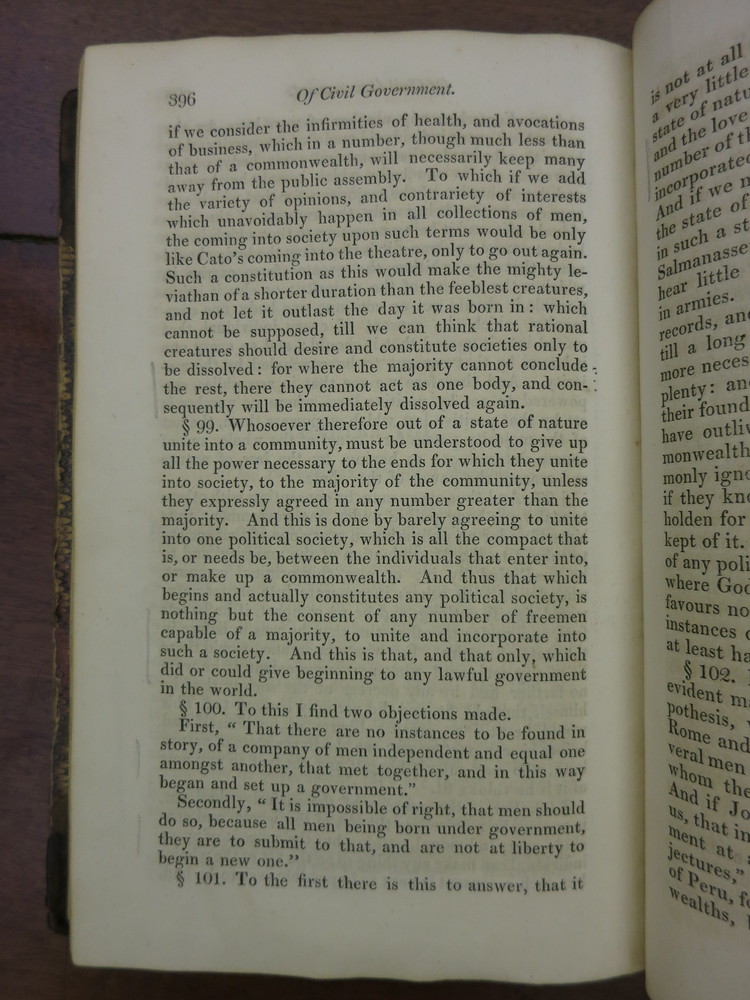 396
Of Civil Government.
if we consider the infirmities of health, and avocations
of business, which in a number, though much less than
that of a commonwealth, will necessarily keep many
away from the public assembly. To which if we add
the variety of opinions, and contrariety of interests
which unavoidably happen in all collections of men,
the coming into society upon such terms would be only
like Cato's coming into the theatre, only to go out again.
Such a constitution as this would make the mighty le-
viathan of a shorter duration than the feeblest creatures,
and not let it outlast the day it was born in: which
cannot be supposed, till we can think that rational
creatures should desire and constitute societies only to
be dissolved: for where the majority cannot conclude
the rest, there they cannot act as one body, and con-
sequently will be immediately dissolved again.
§ 99. Whosoever therefore out of a state of nature
unite into a community, must be understood to give up
all the power necessary to the ends for which they unite
into society, to the majority of the community, unless
they expressly agreed in any number greater than the
majority. And this is done by barely agreeing to unite
into one political society, which is all the compact that
is, or needs be, between the individuals that enter into,
or make up a commonwealth. And thus that which
begins and actually constitutes any political society, is
nothing but the consent of any number of freemen
capable of a majority, to unite and incorporate into
such a society. And this is that, and that only, which
did or could give beginning to any lawful government
in the world.
§ 100. To this I find two objections made.
First, “ That there are no instances to be found in
story, of a company of men independent and equal one
amongst another, that met together, and in this way
began and set up a government.”
Secondly, “ It is impossible of right, that men should
do so, because all men being born under government,
they are to submit to that, and are not at liberty to
begin a new one.”
§ 101. To the first there is this to answer, that it
is not at all
a very little
state of natu
and the love
number of th
incorporated
And if we m
the state of
in such a st
Salmanasse
hear little
in armies.
records, and
till a long
more neces
plenty: an
their found
have outliv
monwealth
monly igno
if they kno
holden for
kept of it.
of any poli
where God
favours no
instances o
at least ha
§ 102.
evident m
pothesis,
Rome and
veral men
whom the
And if Jo
us, that in
ment at
jectures,”
of Peru, fo
wealths,